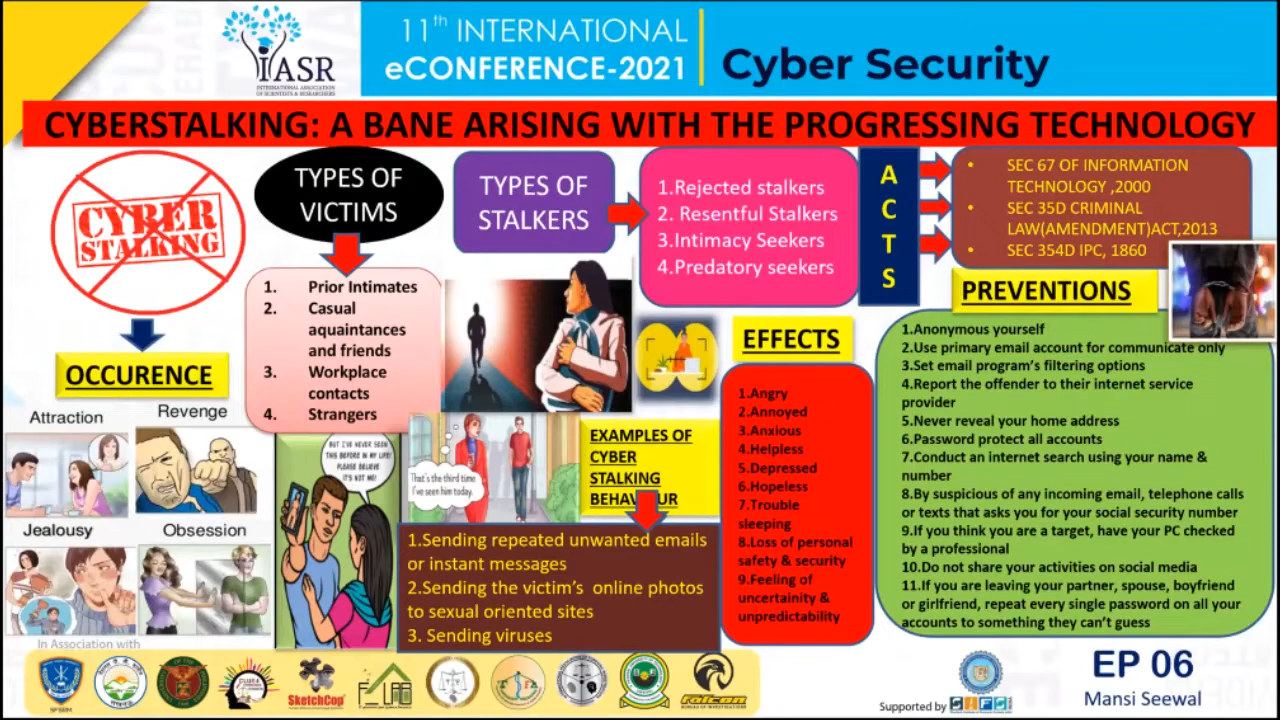 11th INTERNATIONAL
eCONFERENCE-2021
Cyber Security
IASR
INTERNATIONAL ASSOCIATION
OF SCIENTISTS & RESEARCHERS
CYBERSTALKING: A BANE ARISING WITH THE PROGRESSING TECHNOLOGY
CYBER
STALKING
OCCURENCE
Attraction
Revenge
Jealousy
Obsession
TYPES OF
VICTIMS
1. Prior Intimates
2. Casual
aquaintances
and friends
3. Workplace
contacts
4. Strangers
TYPES OF
STALKERS
1.Rejected stalkers
2. Resentful Stalkers
3.Intimacy Seekers
4.Predatory seekers
A
C
T
S
• SEC 67 OF INFORMATION
TECHNOLOGY ,2000
• SEC 35D CRIMINAL
LAW(AMENDMENT)ACT,2013
• SEC 354D IPC, 1860
BUT I'VE NEVER SEEN
THIS BEFORE IN MY LIFE!
PLEASE BELIEVE
IT'S NOT ME!
That's the third time
I've seen him today.
EXAMPLES OF
CYBER
STALKING
BEHAV UR
1.Sending repeated unwanted emails
or instant messages
2.Sending the victim's online photos
to sexual oriented sites
3. Sending viruses
EFFECTS
1.Angry
2.Annoyed
3.Anxious
4.Helpless
5.Depressed
6.Hopeless
7.Trouble
sleeping
8.Loss of personal
safety & security
9.Feeling of
uncertainity &
unpredictability
PREVENTIONS
1.Anonymous yourself
2.Use primary email account for communicate only
3.Set email program's filtering options
4.Report the offender to their internet service
provider
5.Never reveal your home address
6.Password protect all accounts
7.Conduct an internet search using your name &
number
8.By suspicious of any incoming email, telephone calls
or texts that asks you for your social security number
9.If you think you are a target, have your PC checked
by a professional
10.Do not share your activities on social media
11.If you are leaving your partner, spouse, boyfriend
or girlfriend, repeat every single password on all your
accounts to something they can't guess
In Association with
SketchCop
Falcon
BUREAU OF INVESTIGATIONS
Supported by
SIFS
EP 06
Mansi Seewal